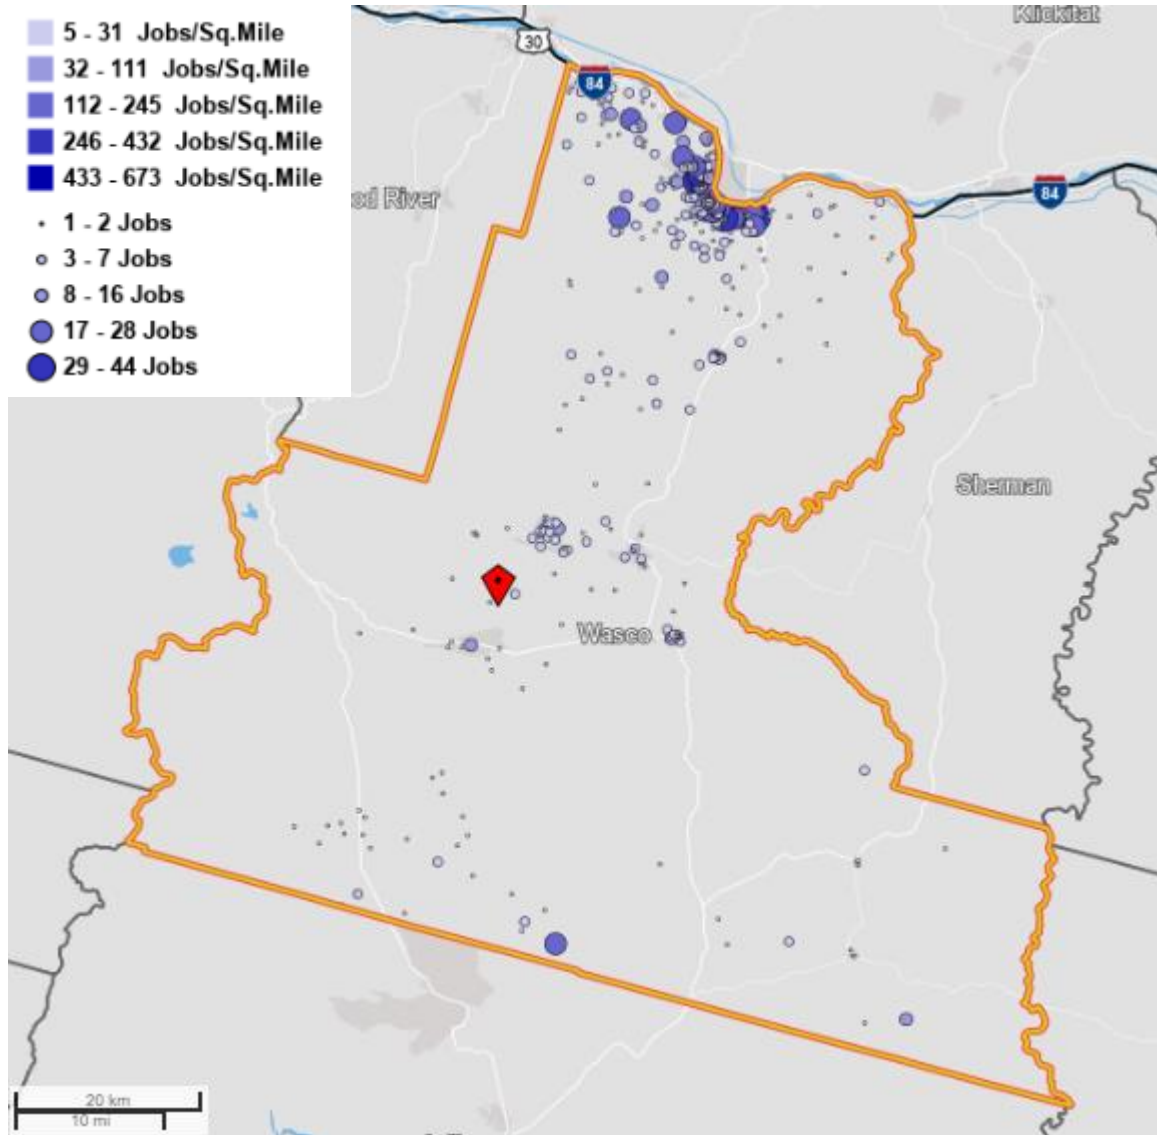 5 - 31 Jobs/Sq.Mile
32 - 111 Jobs/Sq.Mile
112 - 245 Jobs/Sq.Mile
246 - 432 Jobs/Sq.Mile
433 - 673 Jobs/Sq.Mile
1 - 2 Jobs
3 - 7 Jobs
8 - 16 Jobs
17 - 28 Jobs
29 - 44 Jobs
Klickitat
30
84
84
od River
Sherman
Wasco
20 km
10 mi